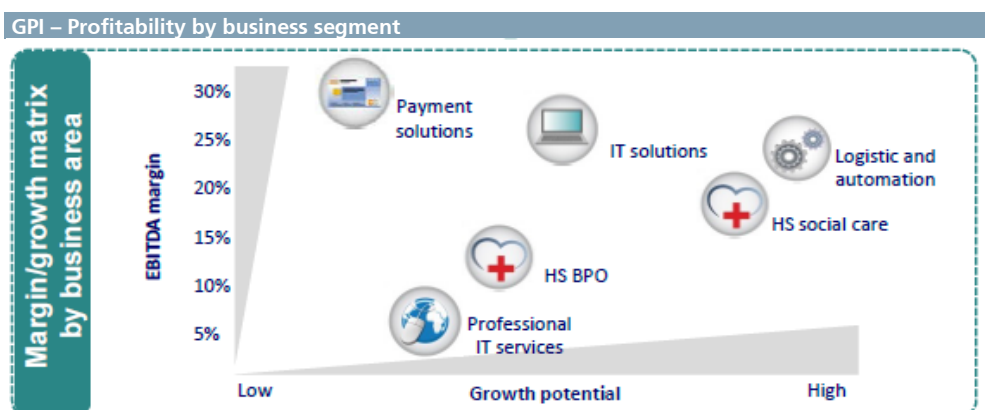 GPI – Profitability by business segment
Margin/growth matrix
by business area
EBITDA margin
30%
25%
20%
15%
10%
5%
Payment
solutions
IT solutions
Logistic and
automation
HS social care
HS BPO
Professional
IT services
Low
Growth potential
High